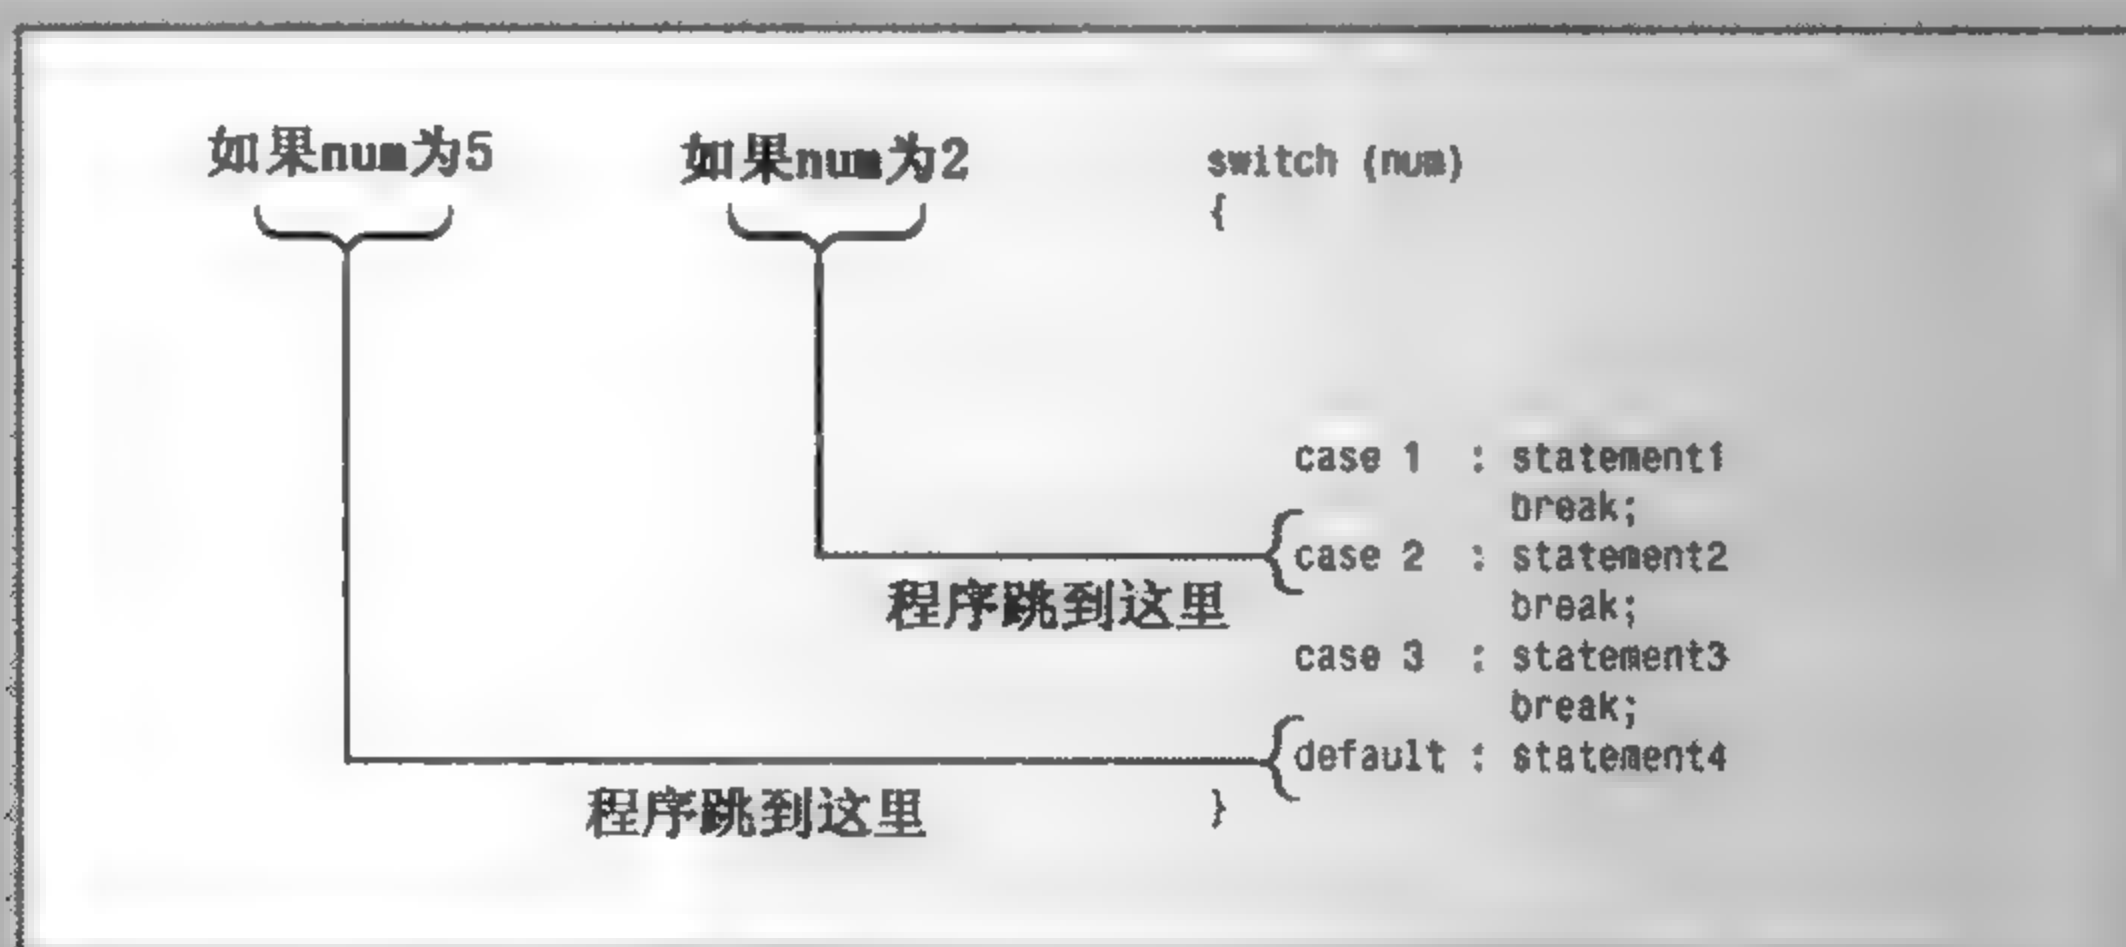 如果num为5 如果num为2 switch (num)
{
case 1 : statement1
break;
case 2 : statement2
程序跳到这里 break;
case 3 : statement3
break;
default : statement4
程序跳到这里 }